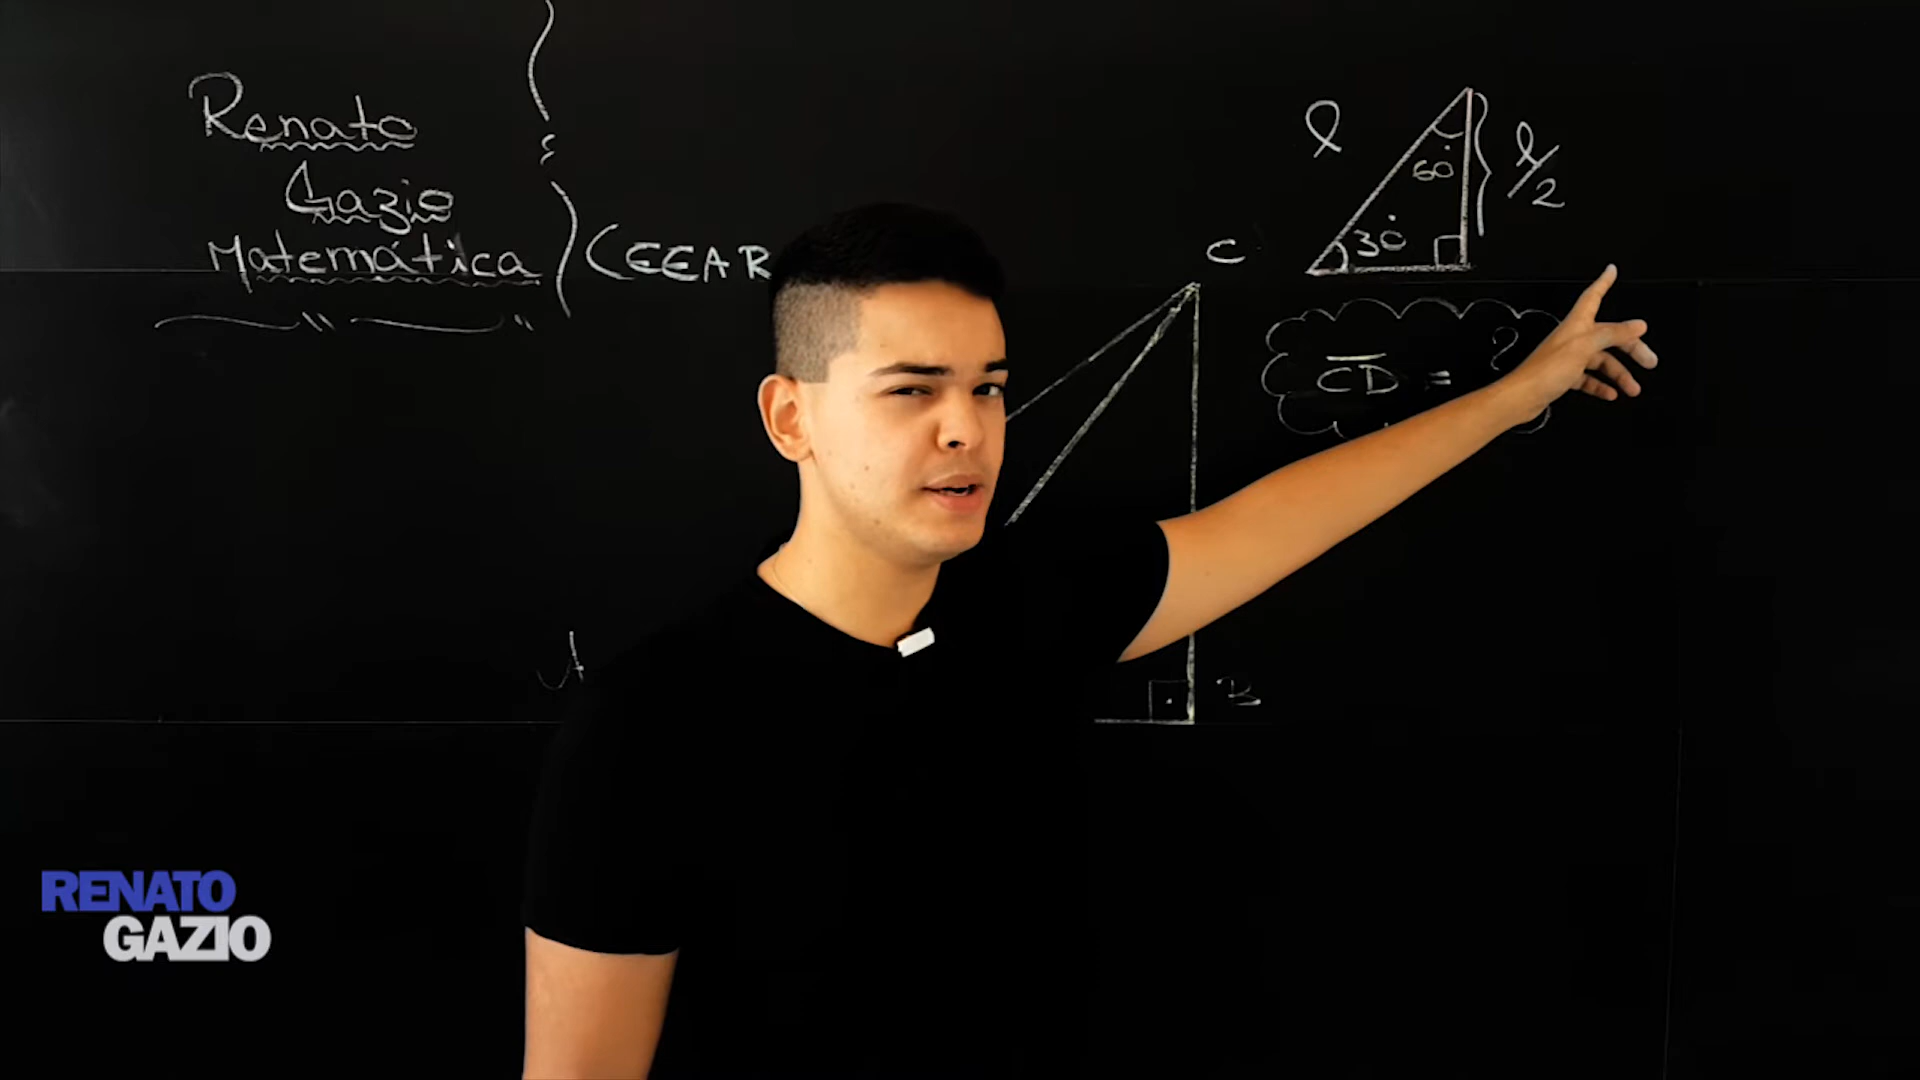 Renato
Gazio
Matemática
(EEAR
C
ℓ
60°
ℓ/2
30°
CD = ?
A
B
RENATO
GAZIO